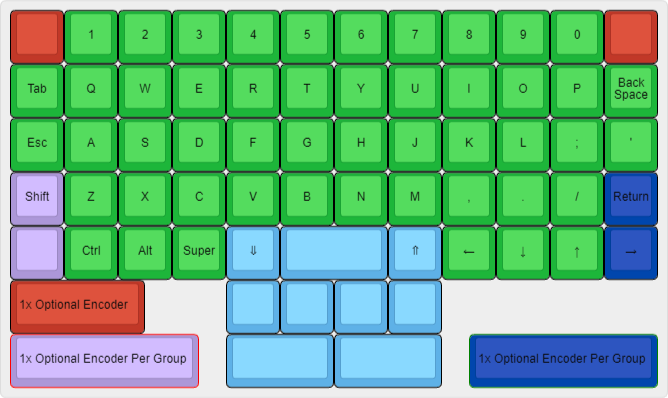 1 2 3 4 5 6 7 8 9 0
Tab Q W E R T Y U I O P Back
Space
Esc A S D F G H J K L ; '
Shift Z X C V B N M , . / Return
Ctrl Alt Super ⇓ ⇑ ← ↓ ↑ →
1x Optional Encoder
1x Optional Encoder Per Group 1x Optional Encoder Per Group